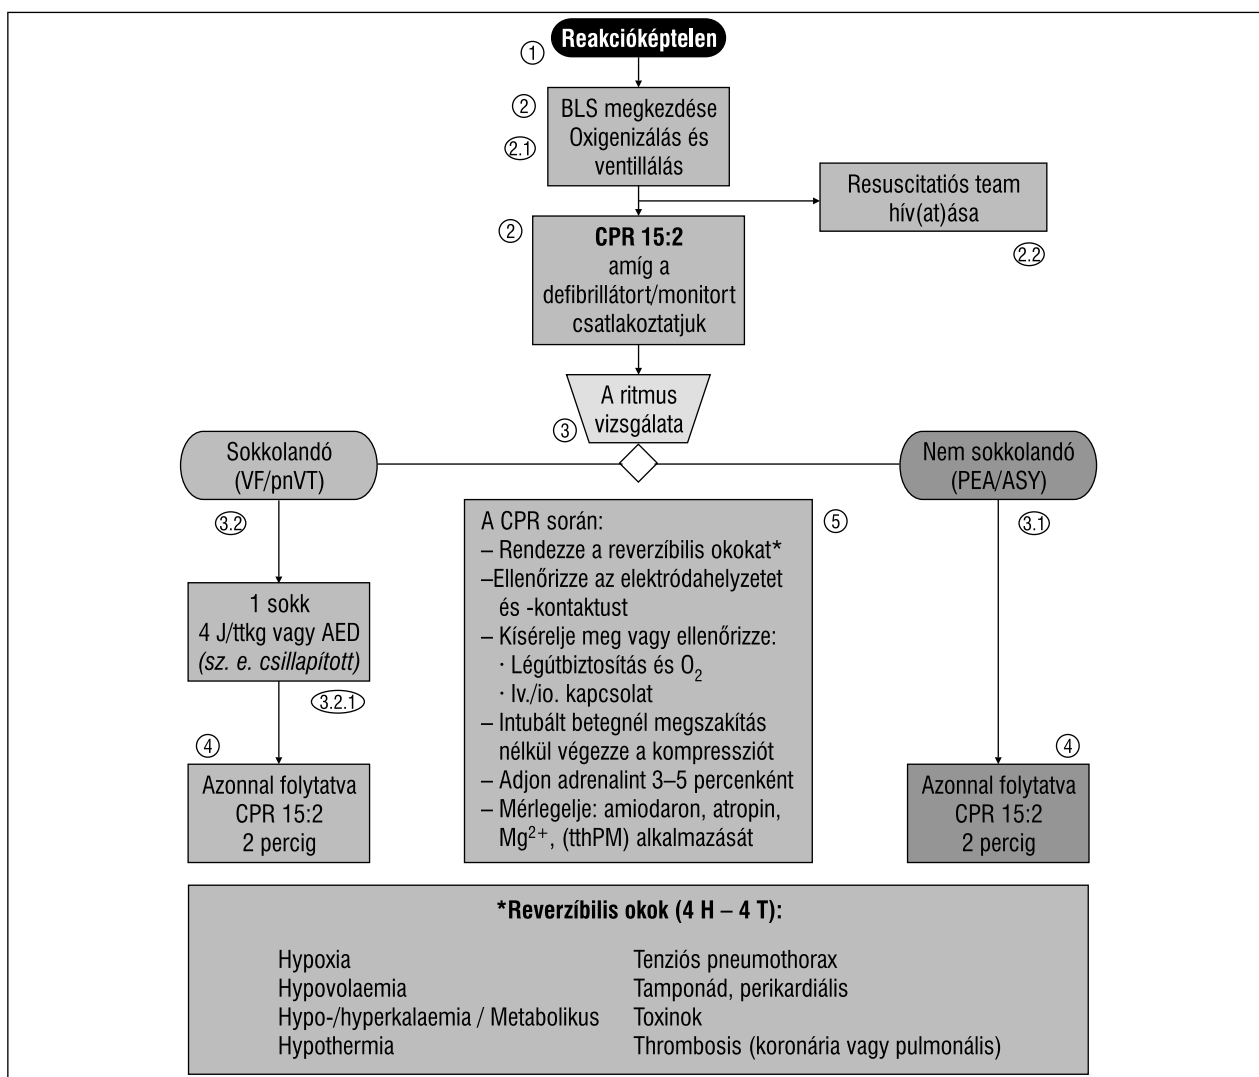 Reakcióképtelen
1
2
BLS megkezdése
2.1
Oxigenizálás és
ventillálás
Resuscitatiós team
hív(at)ása
2.2
2
CPR 15:2
amíg a
defibrillátort/monitort
csatlakoztatjuk
A ritmus
vizsgálata
3
Sokkolandó
(VF/pnVT)
3.2
1 sokk
4 J/ttkg vagy AED
(sz. e. csillapított)
3.2.1
4
Azonnal folytatva
CPR 15:2
2 percig
A CPR során:
– Rendezze a reverzíbilis okokat*
–Ellenőrizze az elektródahelyzetet
és -kontaktust
– Kísérelje meg vagy ellenőrizze:
· Légútbiztosítás és O₂
· Iv./io. kapcsolat
– Intubált betegnél megszakítás
nélkül végezze a kompressziót
– Adjon adrenalint 3–5 percenként
– Mérlegelje: amiodaron, atropin,
Mg²⁺, (tthPM) alkalmazását
5
Nem sokkolandó
(PEA/ASY)
3.1
4
Azonnal folytatva
CPR 15:2
2 percig
*Reverzíbilis okok (4 H – 4 T):
Hypoxia
Hypovolaemia
Hypo-/hyperkalaemia / Metabolikus
Hypothermia
Tenziós pneumothorax
Tamponád, perikardiális
Toxinok
Thrombosis (koronária vagy pulmonális)